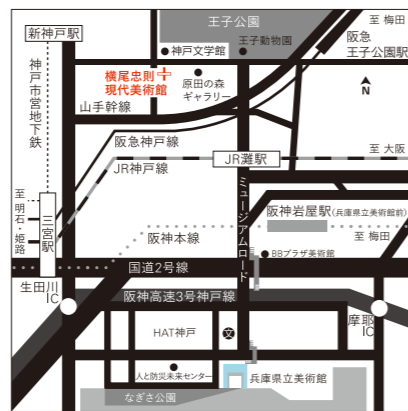 王子公園
至 梅田
新神戸駅
阪急
王子公園駅
神戸文学館
王子動物園
横尾忠則
現代美術館
原田の森
ギャラリー
N
神戸市営地下鉄
山手幹線
阪急神戸線
JR灘駅
至 大阪
JR神戸線
ミュージアムロード
至 明石・姫路
三宮駅
阪神岩屋駅(兵庫県立美術館前)
阪神本線
至 梅田
BBプラザ美術館
国道2号線
生田川
IC
阪神高速3号神戸線
摩耶
IC
HAT神戸
文
人と防災未来センター
兵庫県立美術館
なぎさ公園